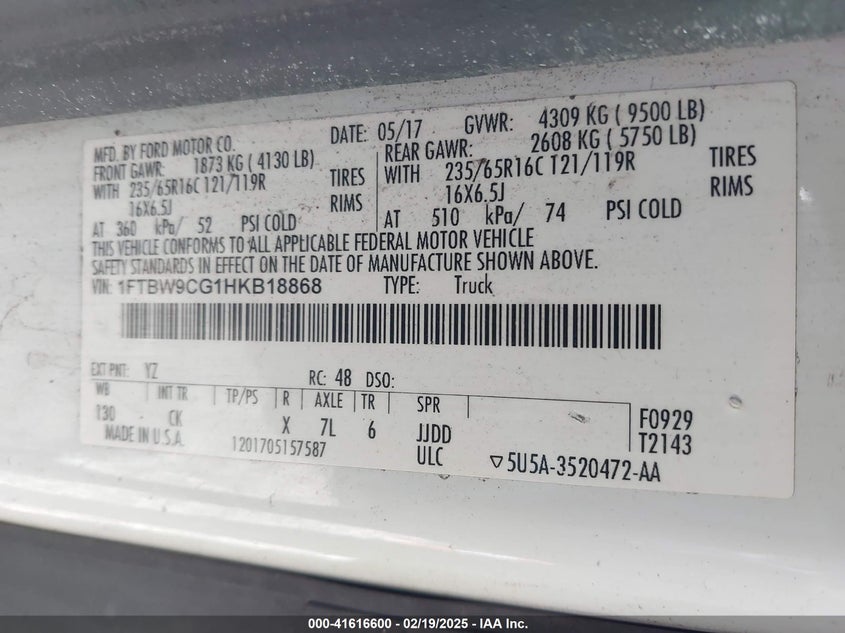 MFD. BY FORD MOTOR CO. DATE: 05/17 GVWR: 4309 KG ( 9500 LB)
FRONT GAWR: 1873 KG ( 4130 LB) REAR GAWR: 2608 KG ( 5750 LB)
WITH 235/65R16C 121/119R TIRES WITH 235/65R16C 121/119R TIRES
16X6.5J RIMS 16X6.5J RIMS
AT 360 kPa/ 52 PSI COLD AT 510 kPa/ 74 PSI COLD
THIS VEHICLE CONFORMS TO ALL APPLICABLE FEDERAL MOTOR VEHICLE
SAFETY STANDARDS IN EFFECT ON THE DATE OF MANUFACTURE SHOWN ABOVE.
VIN: 1FTBW9CG1HKB18868 TYPE: Truck
EXT PNT: YZ RC: 48 DSO:
WB INT TR TP/PS R AXLE TR SPR
130 CK X 7L 6 JJDD F0929
MADE IN U.S.A. 1201705157587 ULC T2143
▽5U5A-3520472-AA
000-41616600 - 02/19/2025 - IAA Inc.